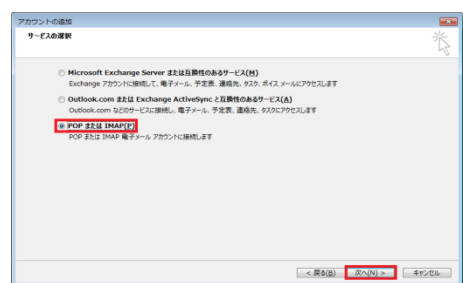 アカウントの追加
サービスの選択
Microsoft Exchange Server または互換性のあるサービス(M)
Exchange アカウントに接続して、電子メール、予定表、連絡先、タスク、ボイス メールにアクセスします
Outlook.com または Exchange ActiveSync と互換性のあるサービス(A)
Outlook.com などのサービスに接続し、電子メール、予定表、連絡先、タスクにアクセスします
POP または IMAP(P)
POP または IMAP 電子メール アカウントに接続します
< 戻る(B) 次へ(N) > キャンセル